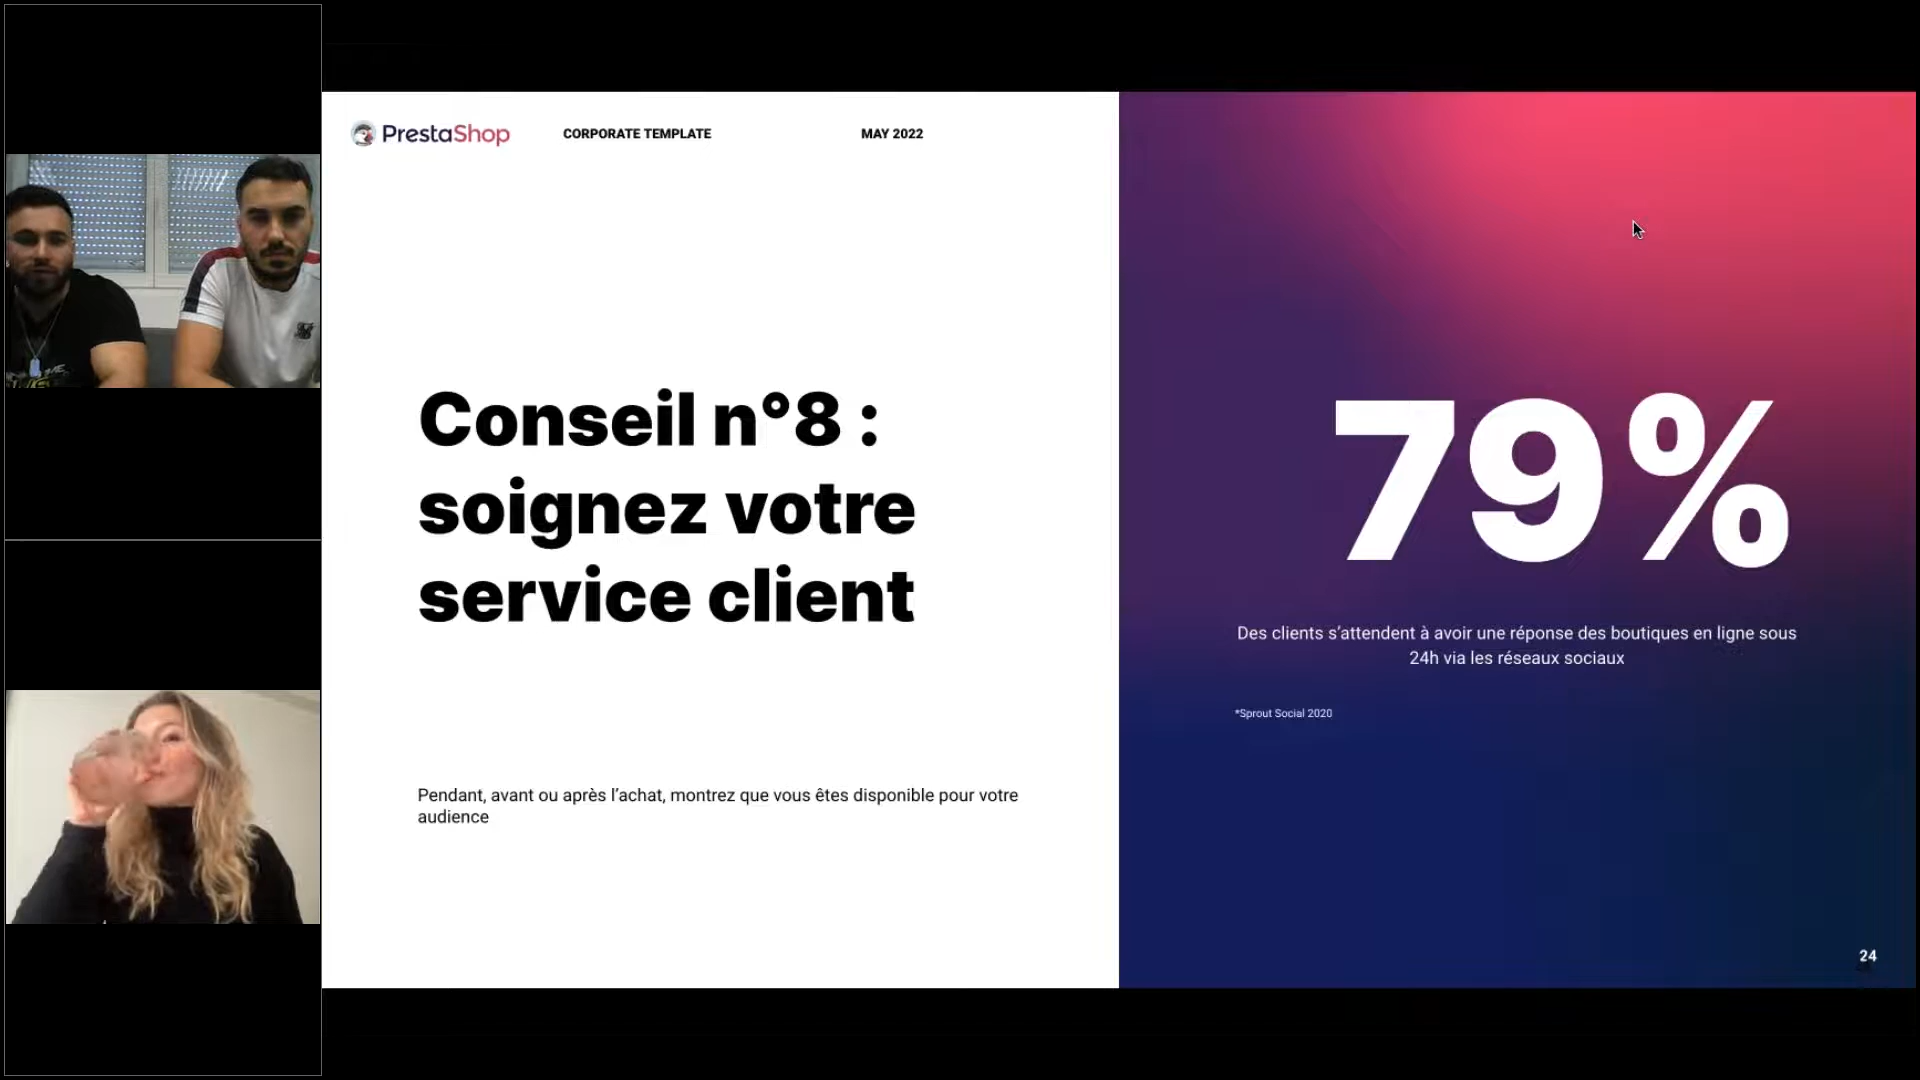 PrestaShop
CORPORATE TEMPLATE
MAY 2022
Conseil n°8 :
soignez votre
service client
Pendant, avant ou après l’achat, montrez que vous êtes disponible pour votre
audience
79%
Des clients s’attendent à avoir une réponse des boutiques en ligne sous
24h via les réseaux sociaux
*Sprout Social 2020
24